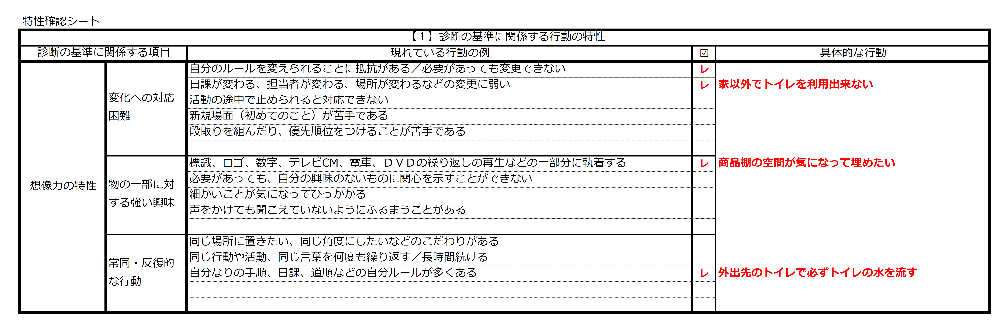 特性確認シート
【１】診断の基準に関係する行動の特性
診断の基準に関係する項目 現れている行動の例 ☑ 具体的な行動
想像力の特性
変化への対応
困難
自分のルールを変えられることに抵抗がある／必要があっても変更できない レ
日課が変わる、担当者が変わる、場所が変わるなどの変更に弱い レ 家以外でトイレを利用出来ない
活動の途中で止められると対応できない
新規場面（初めてのこと）が苦手である
段取りを組んだり、優先順位をつけることが苦手である
物の一部に対
する強い興味
標識、ロゴ、数字、テレビCM、電車、ＤＶＤの繰り返しの再生などの一部分に執着する レ 商品棚の空間が気になって埋めたい
必要があっても、自分の興味のないものに関心を示すことができない
細かいことが気になってひっかかる
声をかけても聞こえていないようにふるまうことがある
常同・反復的
な行動
同じ場所に置きたい、同じ角度にしたいなどのこだわりがある
同じ行動や活動、同じ言葉を何度も繰り返す／長時間続ける
自分なりの手順、日課、道順などの自分ルールが多くある レ 外出先のトイレで必ずトイレの水を流す